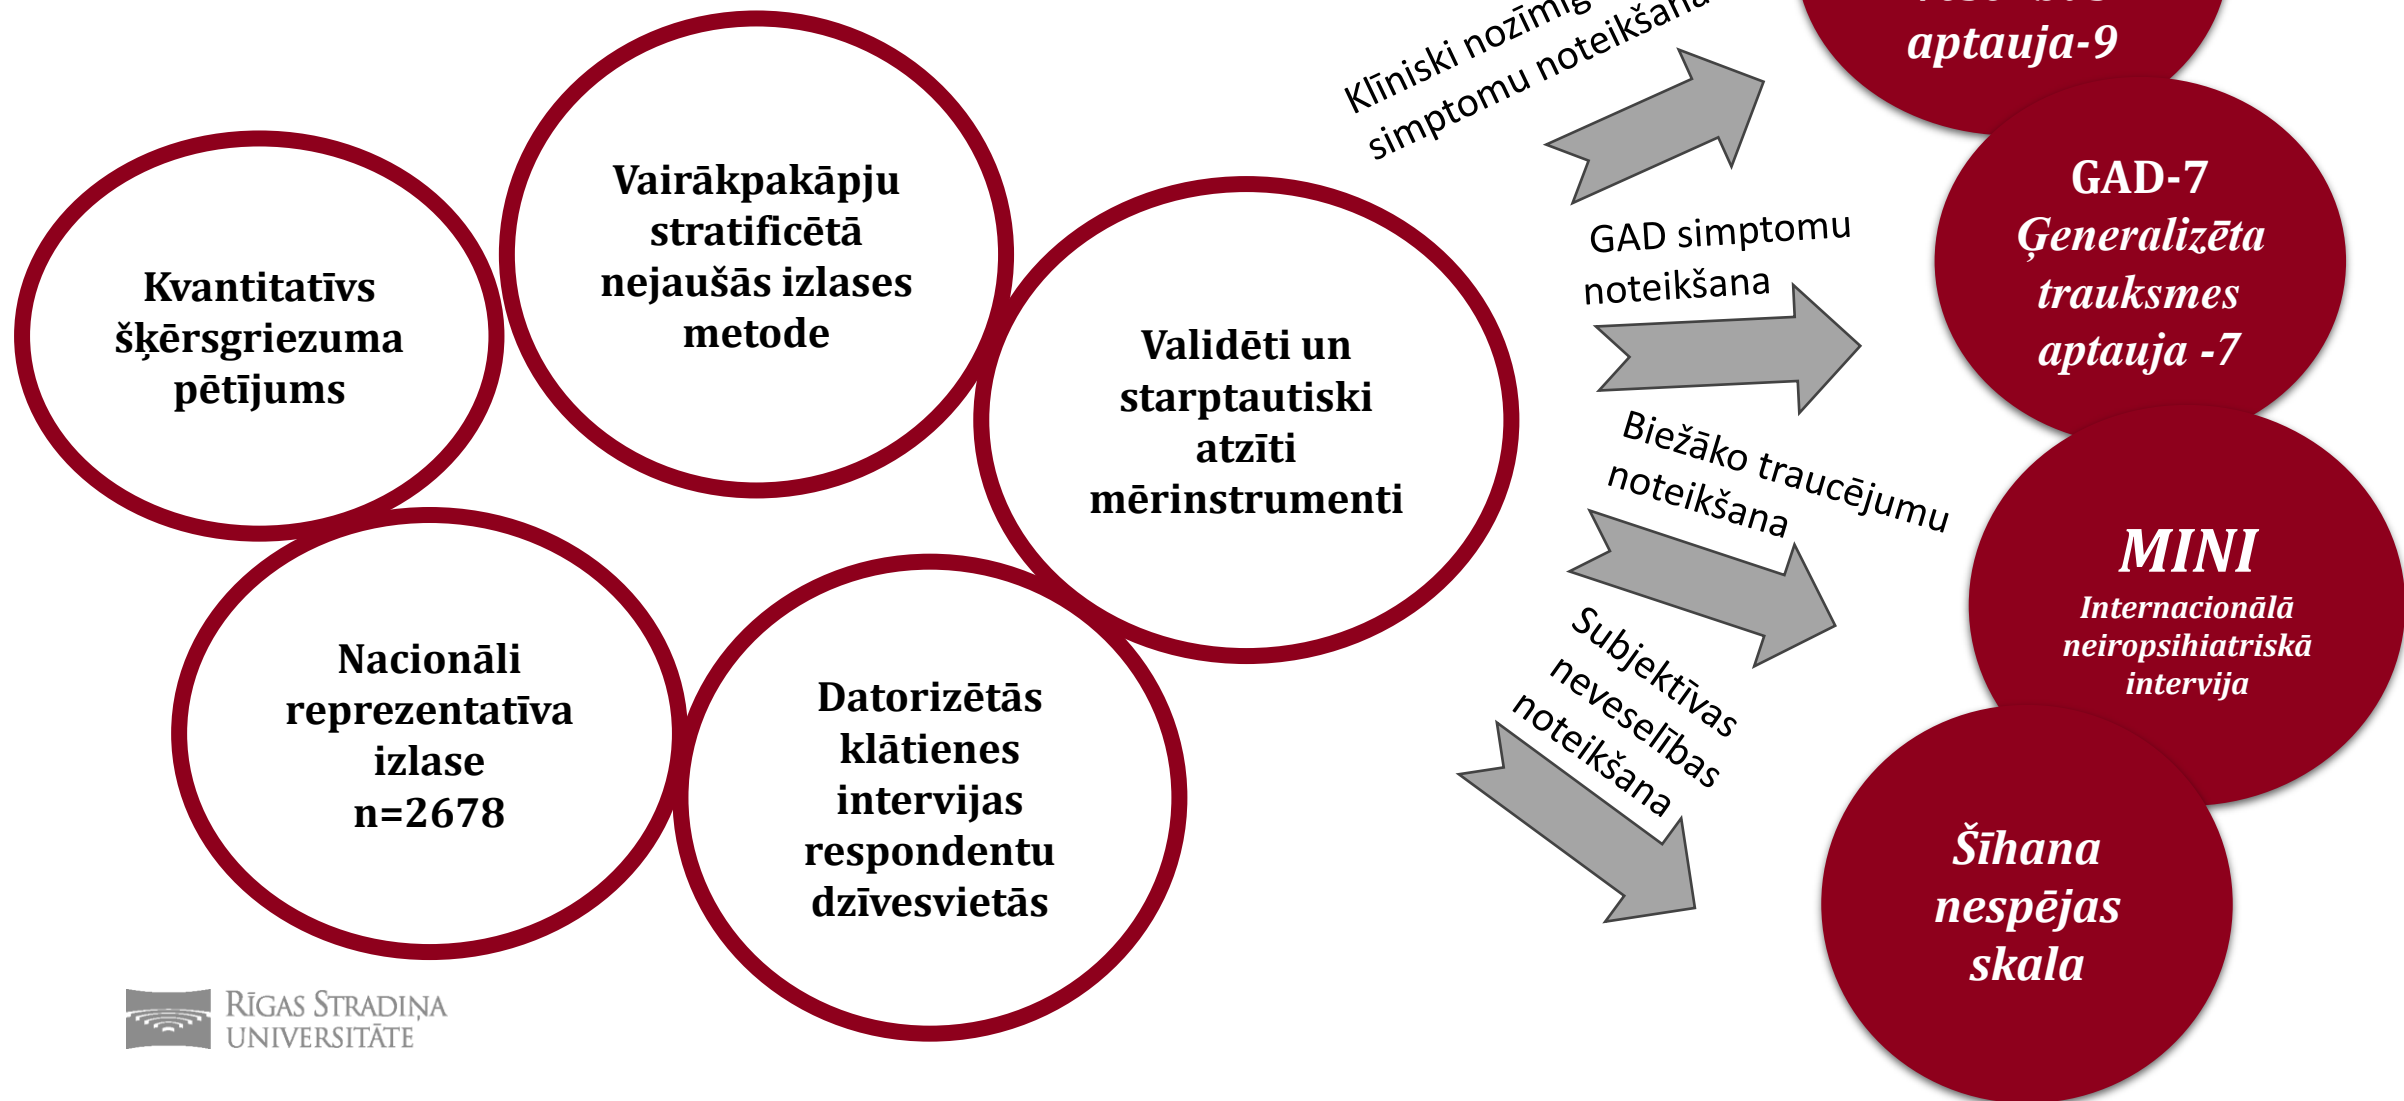 Kvantitatīvs
šķērsgriezuma
pētījums
Vairākpakāpju
stratificētā
nejaušās izlases
metode
Validēti un
starptautiski
atzīti
mērinstrumenti
Nacionāli
reprezentatīva
izlase
n=2678
Datorizētās
klātienes
intervijas
respondentu
dzīvesvietās
Klīniski
simptomu noteikšana
GAD simptomu
noteikšana
Biežāko traucējumu
noteikšana
Subjektīvas
neveselības
noteikšana
aptauja-9
GAD-7
Ģeneralizēta
trauksmes
aptauja -7
MINI
Internacionālā
neiropsihiatriskā
intervija
Šīhana
nespējas
skala
RĪGAS STRADIŅA
UNIVERSITĀTE